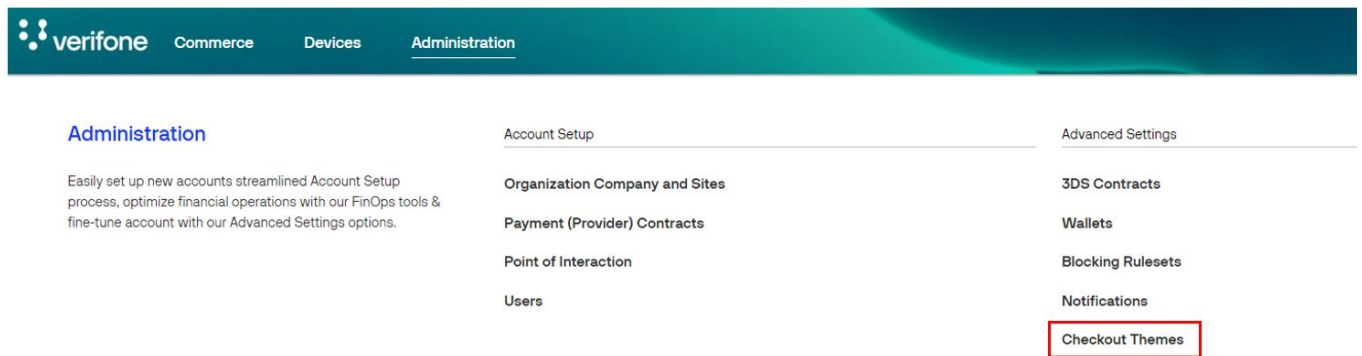 verifone Commerce Devices Administration
Administration
Easily set up new accounts streamlined Account Setup
process, optimize financial operations with our FinOps tools &
fine-tune account with our Advanced Settings options.
Account Setup
Organization Company and Sites
Payment (Provider) Contracts
Point of Interaction
Users
Advanced Settings
3DS Contracts
Wallets
Blocking Rulesets
Notifications
Checkout Themes